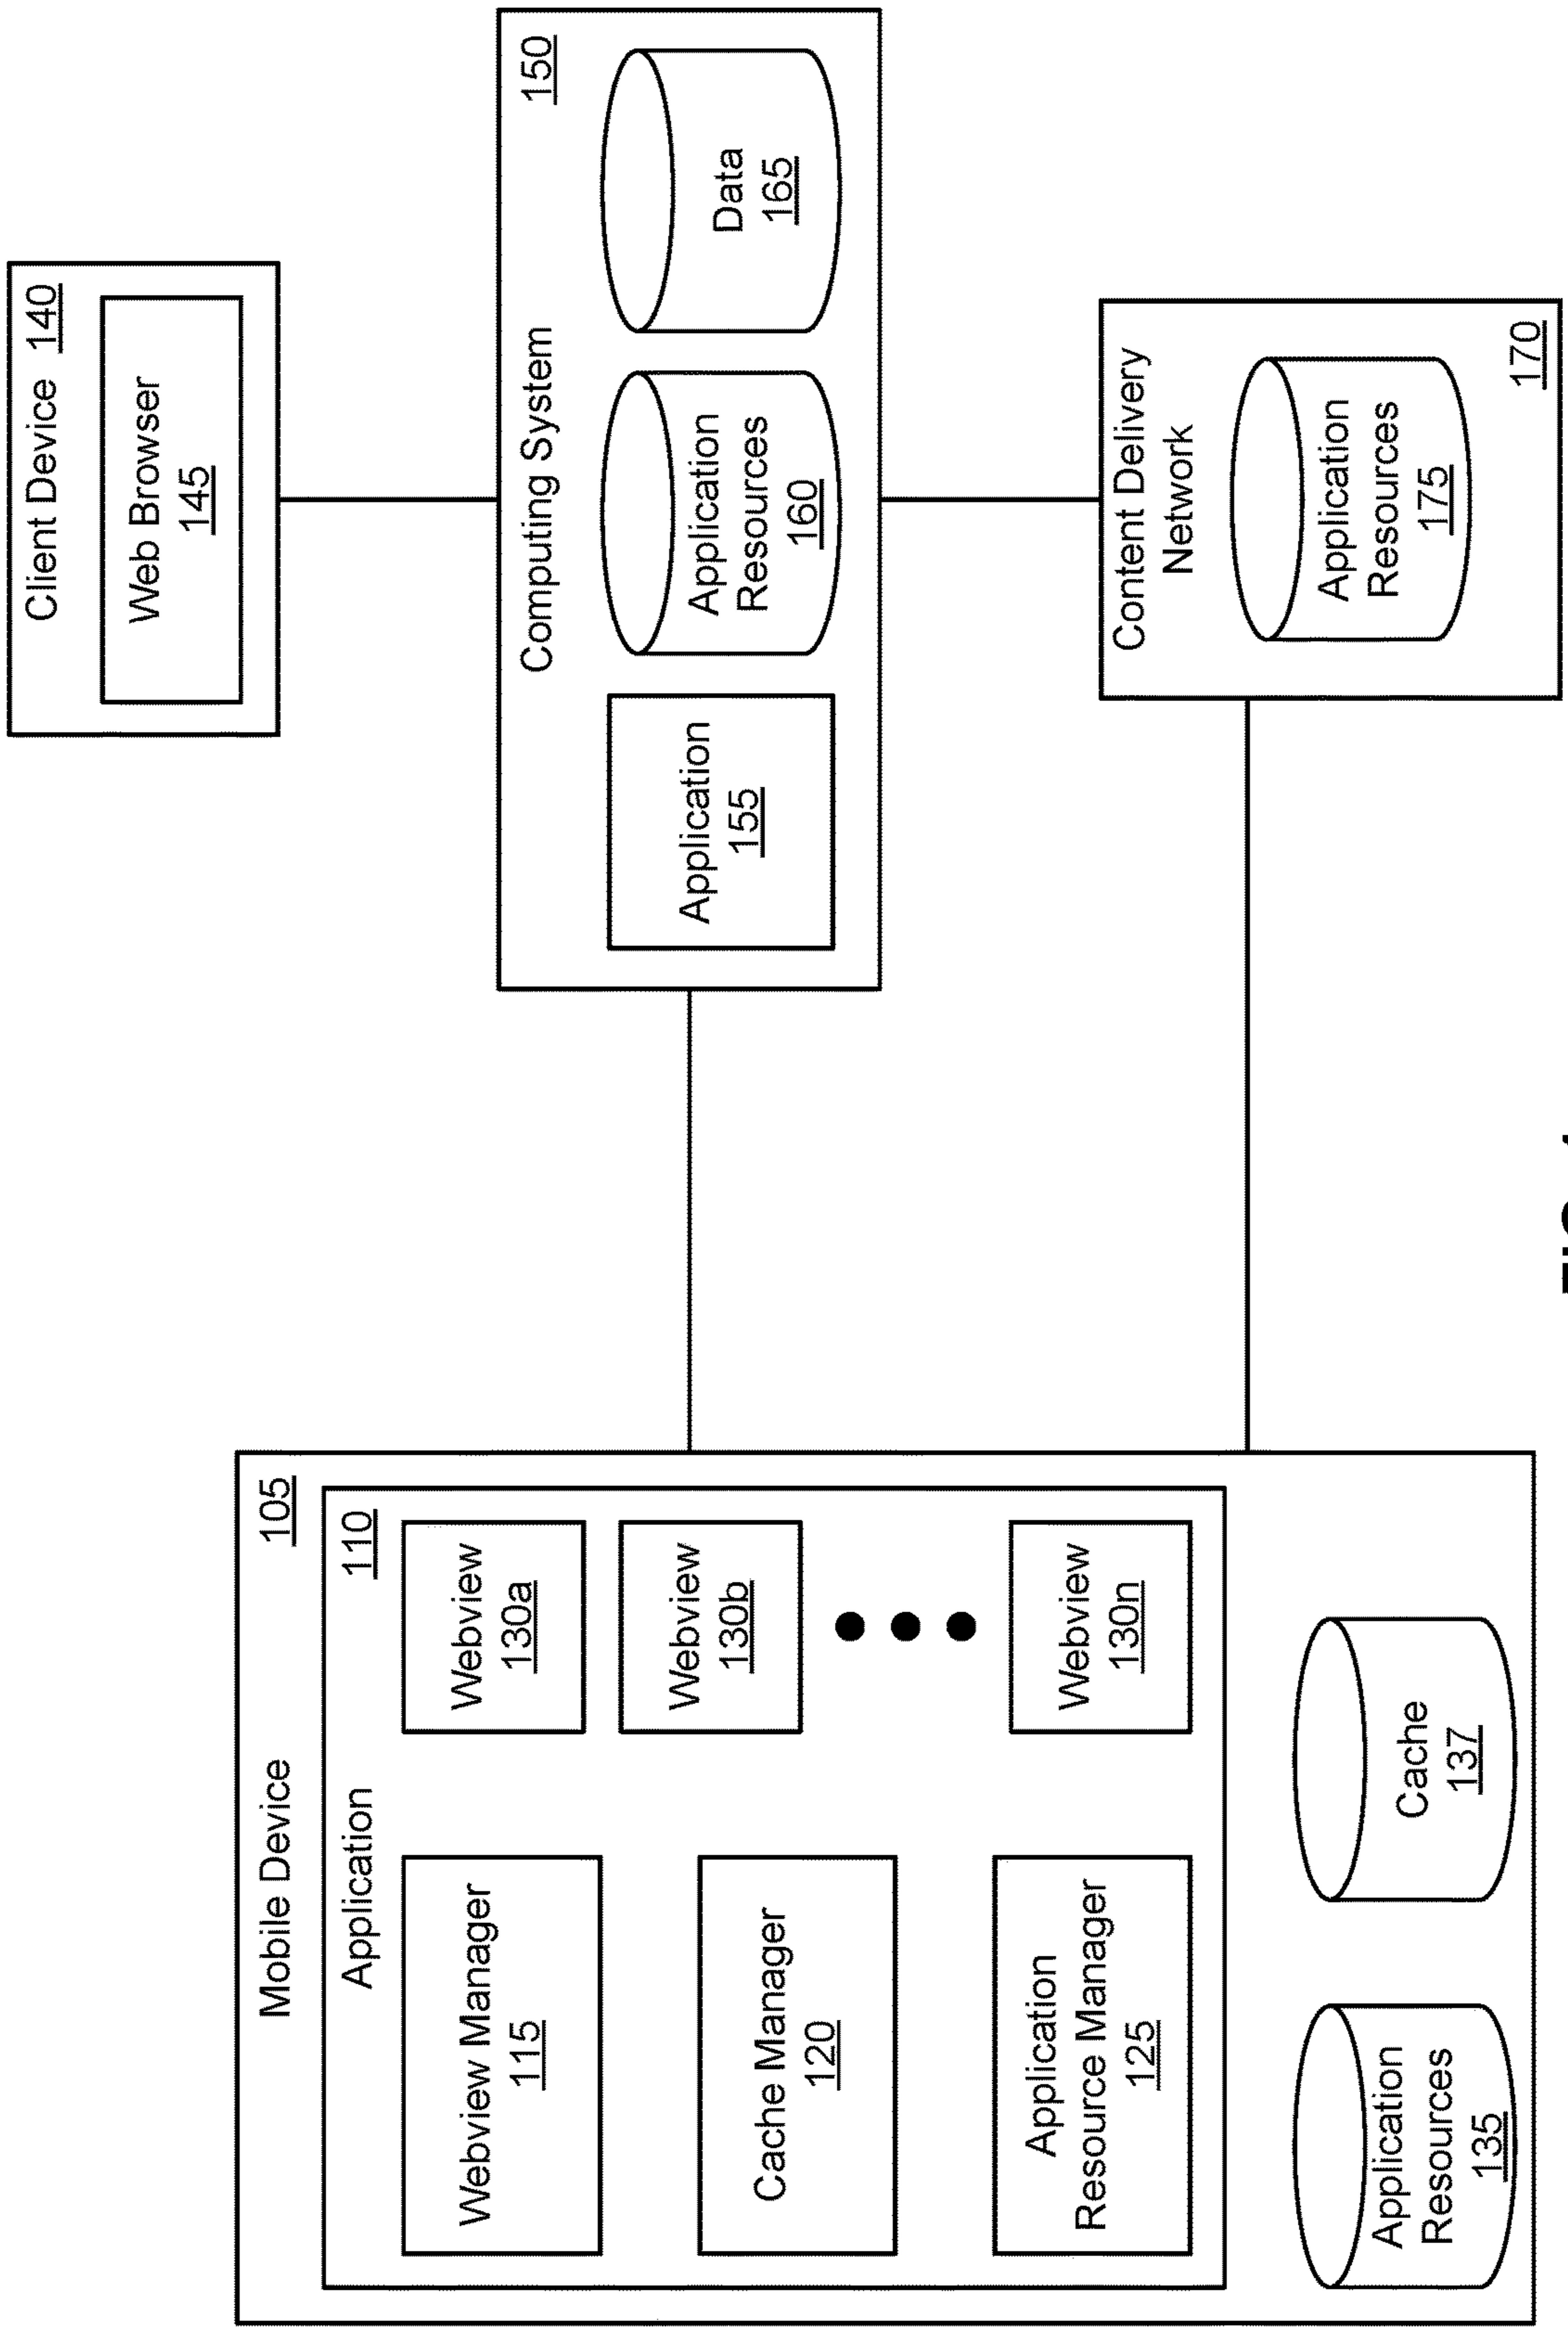 Mobile Device
105
Application
110
Webview Manager
115
Cache Manager
120
Application
Resource Manager
125
Webview
130a
Webview
130b
Webview
130n
Application
Resources
135
Cache
137
Client Device 140
Web Browser
145
Computing System
150
Application
155
Application
Resources
160
Data
165
Content Delivery
Network
Application
Resources
175
170